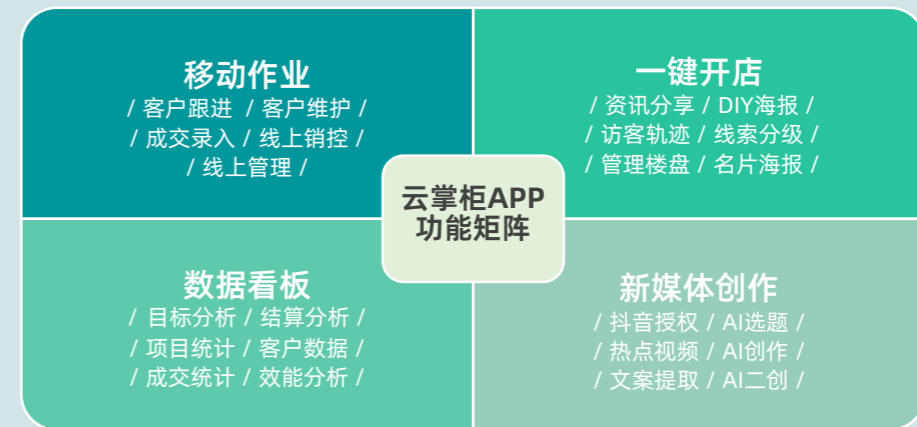 移动作业
/ 客户跟进 / 客户维护 /
/ 成交录入 / 线上销控 /
/ 线上管理 /
一键开店
/ 资讯分享 / DIY海报 /
/ 访客轨迹 / 线索分级 /
/ 管理楼盘 / 名片海报 /
云掌柜APP
功能矩阵
数据看板
/ 目标分析 / 结算分析 /
/ 项目统计 / 客户数据 /
/ 成交统计 / 效能分析 /
新媒体创作
/ 抖音授权 / AI选题 /
/ 热点视频 / AI创作 /
/ 文案提取 / AI二创 /